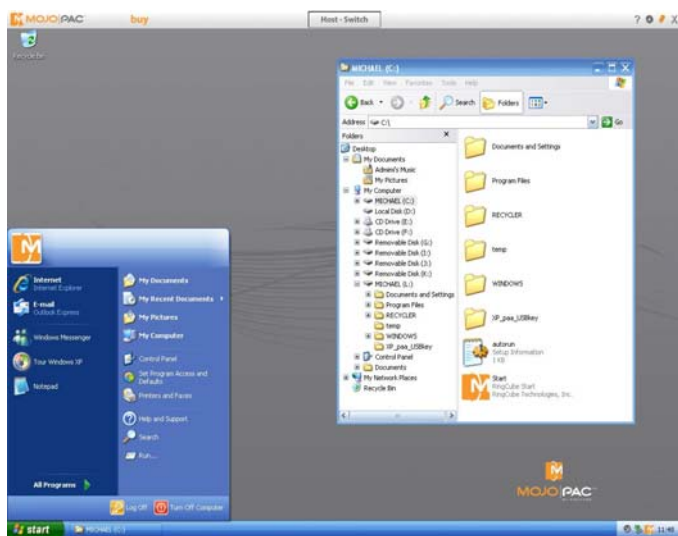 MOJO PAC
buy
Host - Switch
? X
Recycle Bin
MICHAEL (C:)
File Edit View Favorites Tools Help
Back
Search
Folders
Address
C:\
Go
Folders
X
Desktop
My Documents
Admini's Music
My Pictures
My Computer
MICHAEL (C:)
Local Disk (D:)
CD Drive (E:)
CD Drive (F:)
Removable Disk (G:)
Removable Disk (I:)
Removable Disk (J:)
Removable Disk (K:)
MICHAEL (L:)
Documents and Settings
Program Files
RECYCLER
temp
WINDOWS
XP_paa_USBkey
Control Panel
Documents
My Network Places
Recycle Bin
Documents and Settings
Program Files
RECYCLER
temp
WINDOWS
XP_paa_USBkey
autorun
Setup Information
1 KB
Start
RingCube Start
RingCube Technologies, Inc.
Internet
Internet Explorer
E-mail
Outlook Express
Windows Messenger
Tour Windows XP
Notepad
All Programs
My Documents
My Recent Documents
My Pictures
My Computer
Control Panel
Set Program Access and
Defaults
Printers and Faxes
Help and Support
Search
Run...
Log Off
Turn Off Computer
MOJO PAC
start
MICHAEL (C:)
11:48